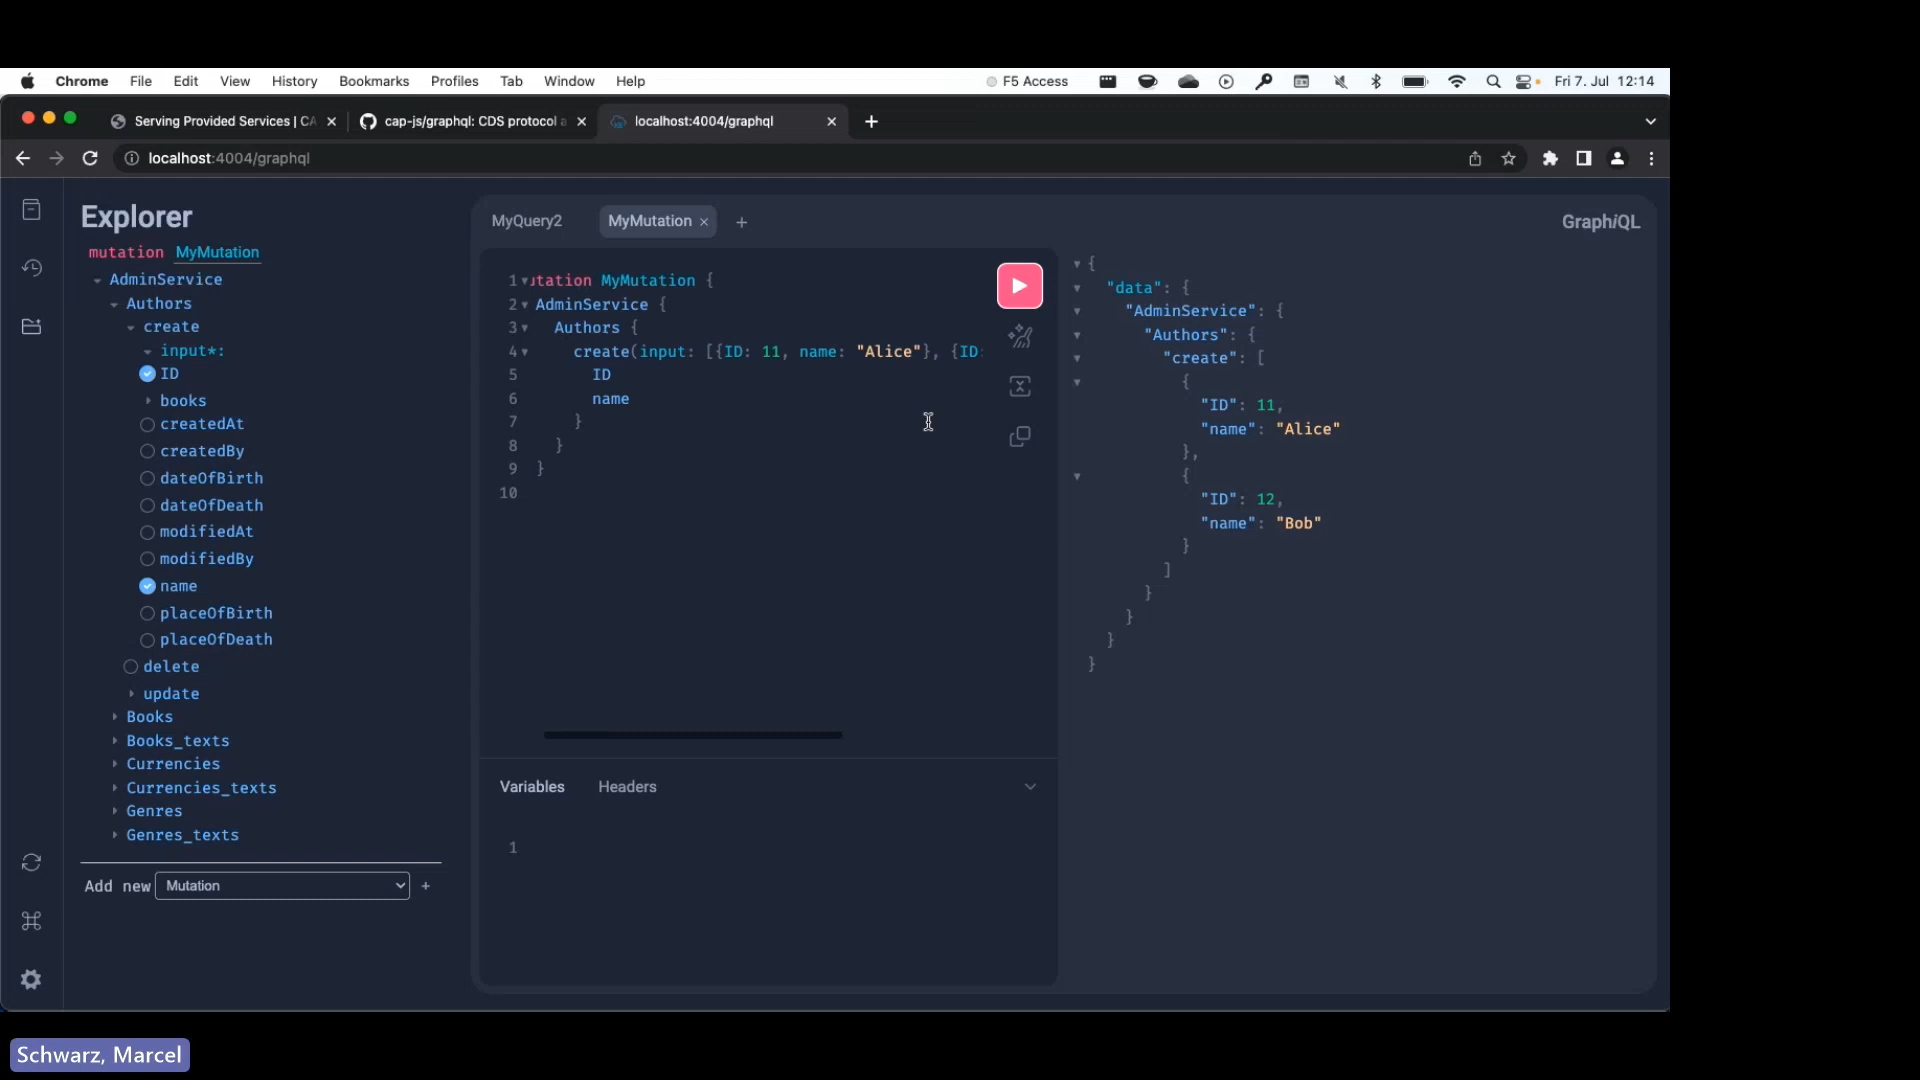 Chrome File Edit View History Bookmarks Profiles Tab Window Help F5 Access Fri 7. Jul 12:14
Serving Provided Services | CA cap-js/graphql: CDS protocol a localhost:4004/graphql
localhost:4004/graphql
Explorer
mutation MyMutation
AdminService
Authors
create
input*:
ID
books
createdAt
createdBy
dateOfBirth
dateOfDeath
modifiedAt
modifiedBy
name
placeOfBirth
placeOfDeath
delete
update
Books
Books_texts
Currencies
Currencies_texts
Genres
Genres_texts
Add new Mutation +
MyQuery2 MyMutation × +
GraphiQL
1 tation MyMutation {
2 AdminService {
3 Authors {
4 create(input: [{ID: 11, name: "Alice"}, {ID:
5 ID
6 name
7 }
8 }
9 }
10
Variables Headers
1
{
"data": {
"AdminService": {
"Authors": {
"create": [
{
"ID": 11,
"name": "Alice"
},
{
"ID": 12,
"name": "Bob"
}
]
}
}
}
}
Schwarz, Marcel